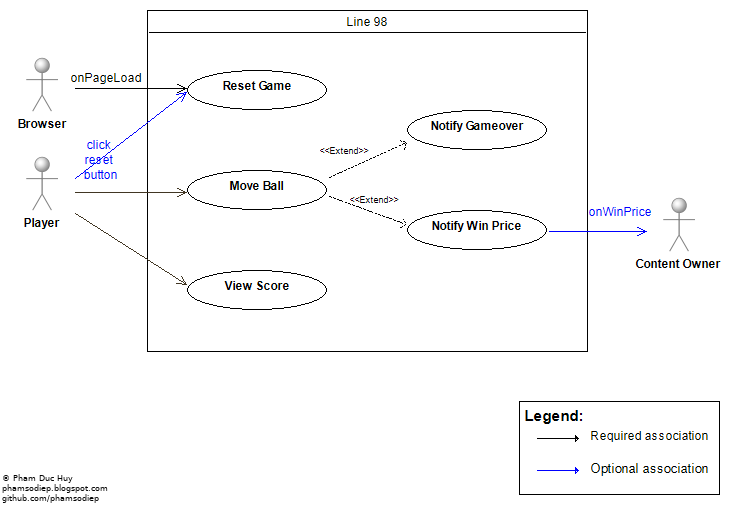 Line 98
onPageLoad
Reset Game
Browser
Notify Gameover
click
reset
button
<<Extend>>
Move Ball
<<Extend>>
Player
Notify Win Price
onWinPrice
Content Owner
View Score
Legend:
Required association
Optional association
© Pham Duc Huy
phamsodiep.blogspot.com
github.com/phamsodiep